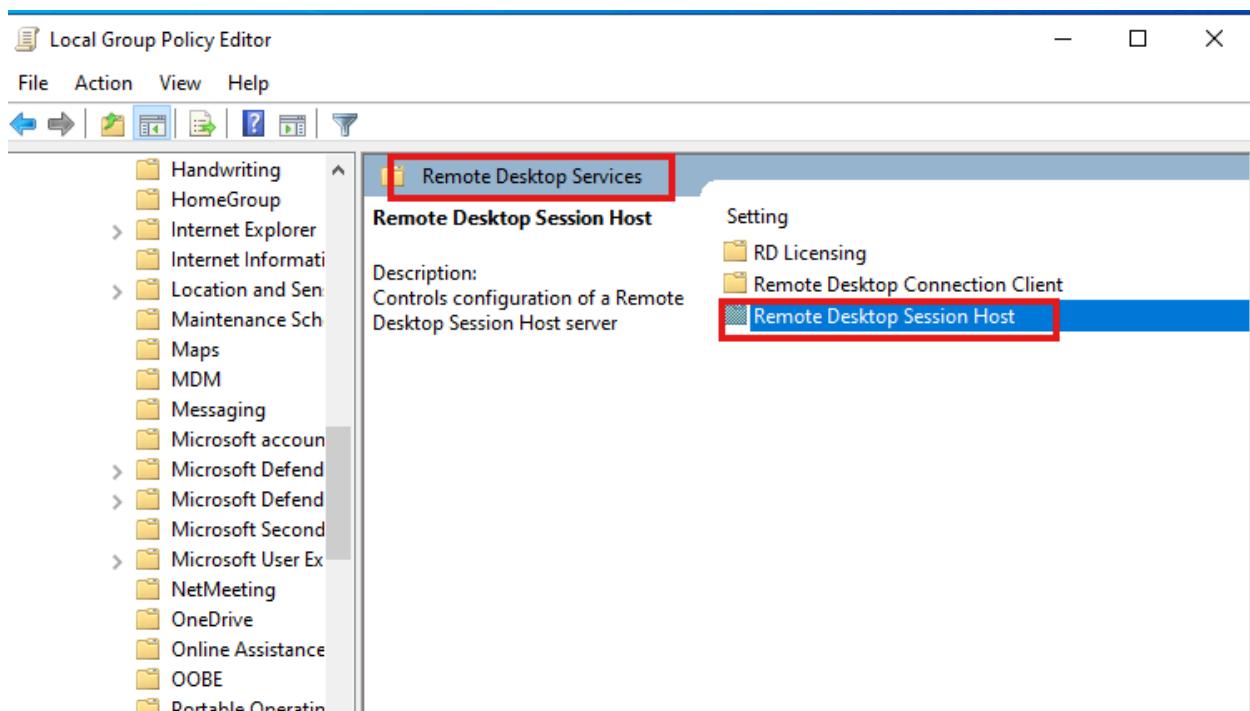 Local Group Policy Editor
File Action View Help
Handwriting
HomeGroup
Internet Explorer
Internet Informati
Location and Sen
Maintenance Sch
Maps
MDM
Messaging
Microsoft accoun
Microsoft Defend
Microsoft Defend
Microsoft Second
Microsoft User Ex
NetMeeting
OneDrive
Online Assistance
OOBE
Portable Operatin
Remote Desktop Services
Remote Desktop Session Host
Description:
Controls configuration of a Remote
Desktop Session Host server
Setting
RD Licensing
Remote Desktop Connection Client
Remote Desktop Session Host